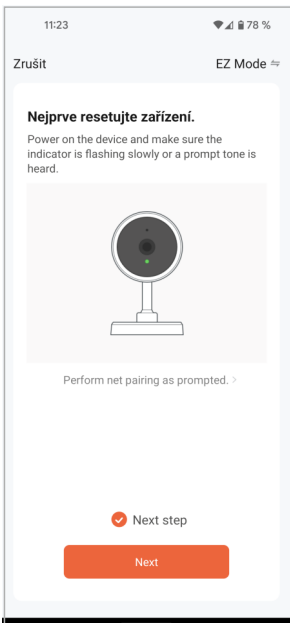 11:23 78 %
Zrušit EZ Mode
Nejprve resetujte zařízení.
Power on the device and make sure the
indicator is flashing slowly or a prompt tone is
heard.
Perform net pairing as prompted. >
Next step
Next